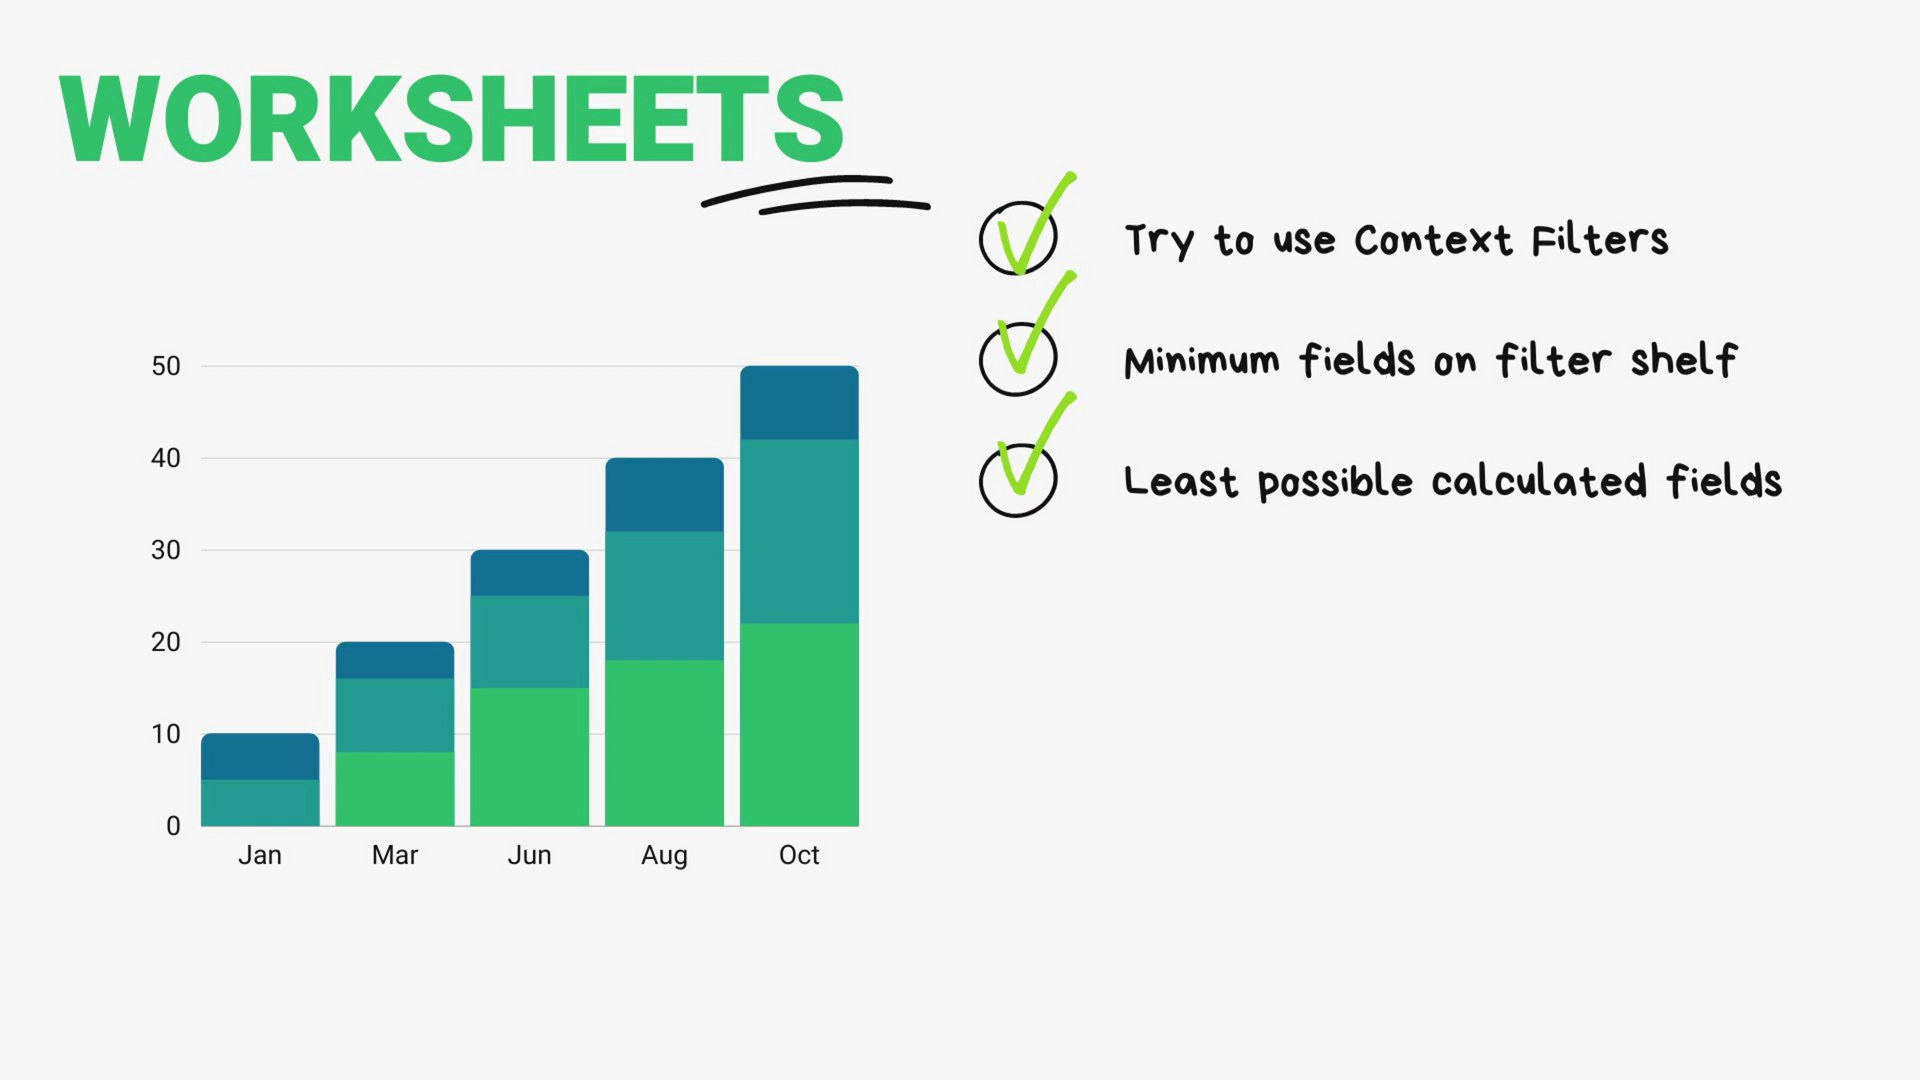 WORKSHEETS
Try to use Context Filters
Minimum fields on filter shelf
Least possible calculated fields
50
40
30
20
10
0
Jan Mar Jun Aug Oct